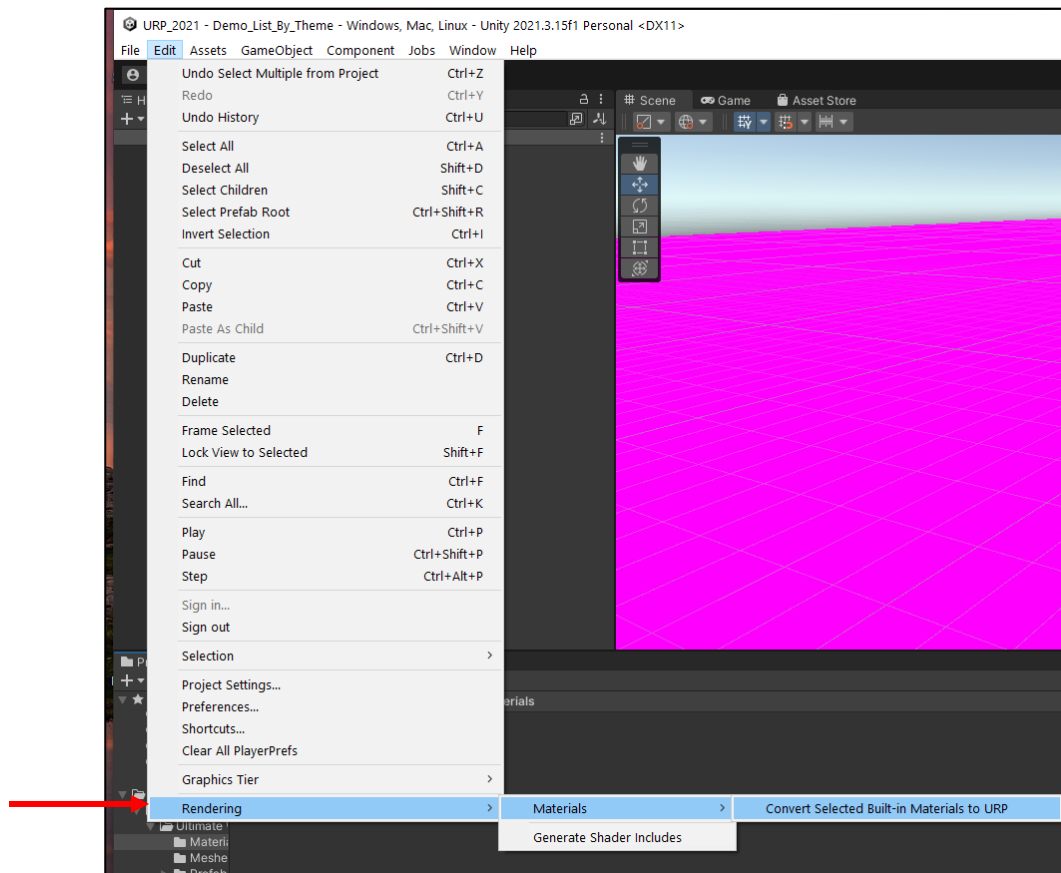 URP_2021 - Demo_List_By_Theme - Windows, Mac, Linux - Unity 2021.3.15f1 Personal <DX11>
File Edit Assets GameObject Component Jobs Window Help
Undo Select Multiple from Project Ctrl+Z
Redo Ctrl+Y
Undo History Ctrl+U
Select All Ctrl+A
Deselect All Shift+D
Select Children Shift+C
Select Prefab Root Ctrl+Shift+R
Invert Selection Ctrl+I
Cut Ctrl+X
Copy Ctrl+C
Paste Ctrl+V
Paste As Child Ctrl+Shift+V
Duplicate Ctrl+D
Rename
Delete
Frame Selected F
Lock View to Selected Shift+F
Find Ctrl+F
Search All... Ctrl+K
Play Ctrl+P
Pause Ctrl+Shift+P
Step Ctrl+Alt+P
Sign in...
Sign out
Selection
Project Settings...
Preferences...
Shortcuts...
Clear All PlayerPrefs
Graphics Tier
Rendering
Materials
Convert Selected Built-in Materials to URP
Generate Shader Includes
Scene Game Asset Store
erials
Ultimate
Materi
Meshe